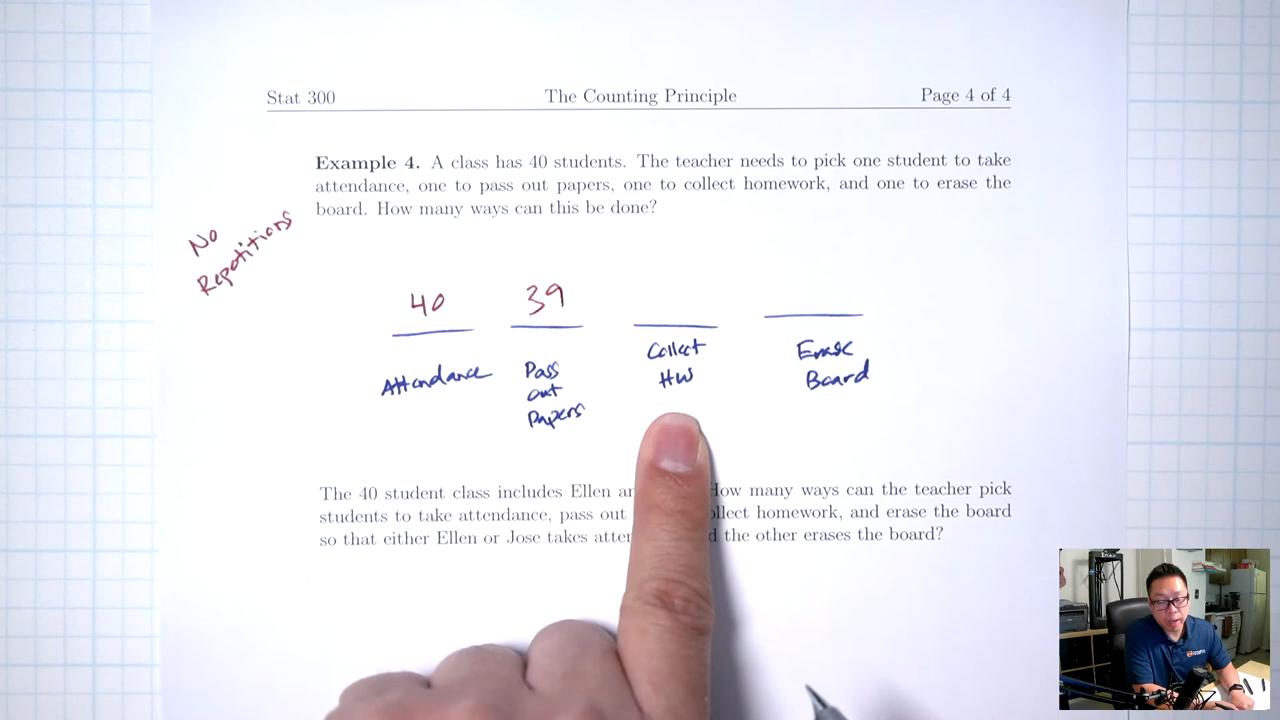 Stat 300 The Counting Principle Page 4 of 4
Example 4. A class has 40 students. The teacher needs to pick one student to take
attendance, one to pass out papers, one to collect homework, and one to erase the
board. How many ways can this be done?
No
Repotitions
40 39
Attendance Pass out Papers Collect HW Erase Board
The 40 student class includes Ellen How many ways can the teacher pick
students to take attendance, pass out homework, and erase the board
so that either Ellen or Jose takes the other erases the board?